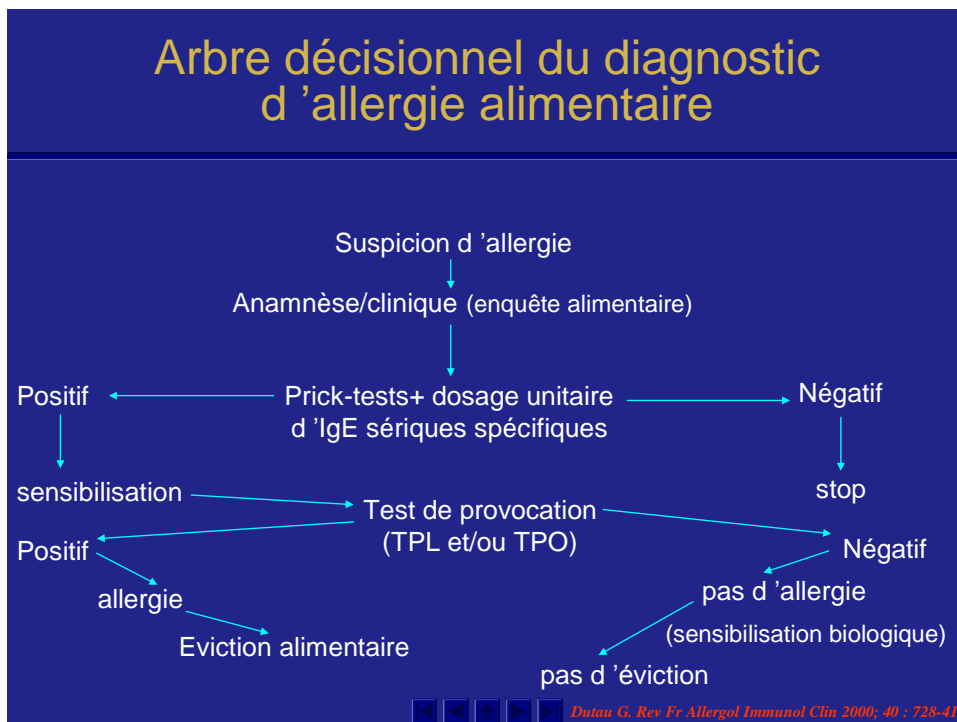 Arbre décisionnel du diagnostic
d ’allergie alimentaire
Suspicion d ’allergie
Anamnèse/clinique (enquête alimentaire)
Positif
Prick-tests+ dosage unitaire
d ’IgE sériques spécifiques
Négatif
sensibilisation
stop
Test de provocation
(TPL et/ou TPO)
Positif
Négatif
allergie
pas d ’allergie
(sensibilisation biologique)
Eviction alimentaire
pas d ’éviction
Dutau G. Rev Fr Allergol Immunol Clin 2000; 40 : 728-41